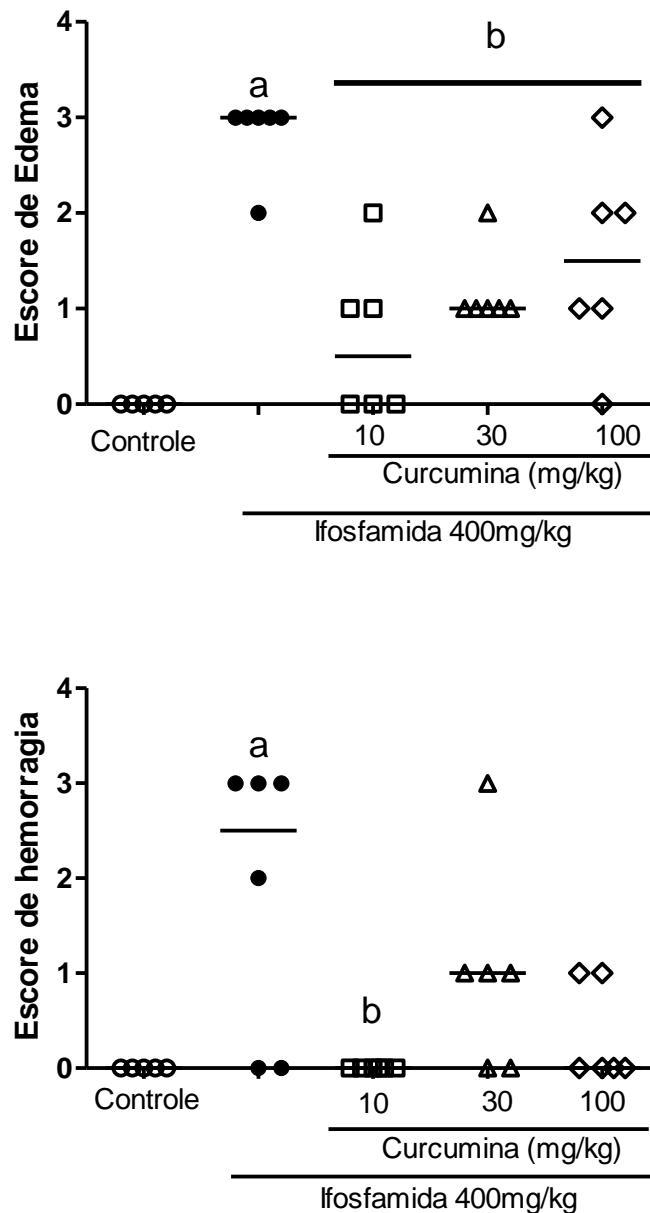 Escore de Edema
4
3
2
1
0
a
b
Controle
10 30 100
Curcumina (mg/kg)
Ifosfamida 400mg/kg
Escore de hemorragia
4
3
2
1
0
a
b
Controle
10 30 100
Curcumina (mg/kg)
Ifosfamida 400mg/kg